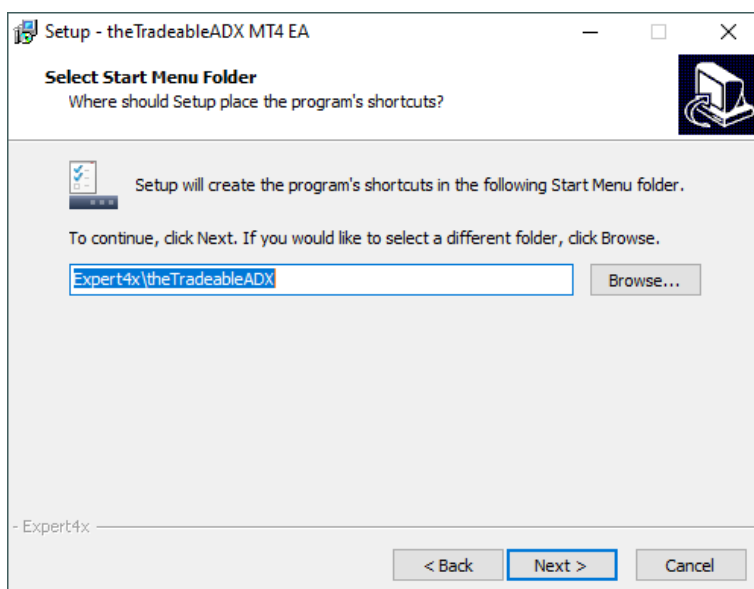 Setup - theTradeableADX MT4 EA
Select Start Menu Folder
Where should Setup place the program's shortcuts?
Setup will create the program's shortcuts in the following Start Menu folder.
To continue, click Next. If you would like to select a different folder, click Browse.
Expert4x\theTradeableADX
Browse...
Expert4x
< Back
Next >
Cancel